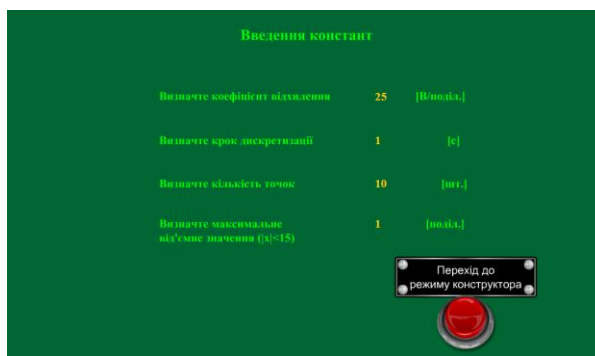 Введення констант
Визначте коефіцієнт відхилення 25 [В/поділ.]
Визначте крок дискретизації 1 [с]
Визначте кількість точок 10 [шт.]
Визначте максимальне
від'ємне значення (|x|<15) 1 [поділ.]
Перехід до
режиму конструктора